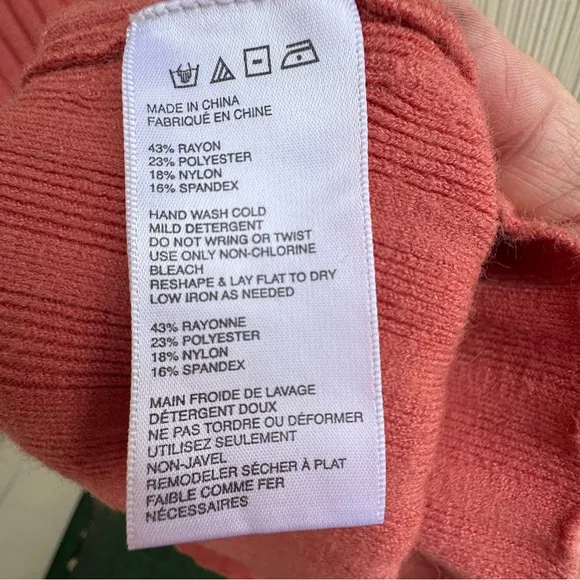 MADE IN CHINA
FABRIQUÉ EN CHINE
43% RAYON
23% POLYESTER
18% NYLON
16% SPANDEX
HAND WASH COLD
MILD DETERGENT
DO NOT WRING OR TWIST
USE ONLY NON-CHLORINE
BLEACH
RESHAPE & LAY FLAT TO DRY
LOW IRON AS NEEDED
43% RAYONNE
23% POLYESTER
18% NYLON
16% SPANDEX
MAIN FROIDE DE LAVAGE
DÉTERGENT DOUX
NE PAS TORDRE OU DÉFORMER
UTILISEZ SEULEMENT
NON-JAVEL
REMODELER SÉCHER À PLAT
FAIBLE COMME FER
NÉCESSAIRES